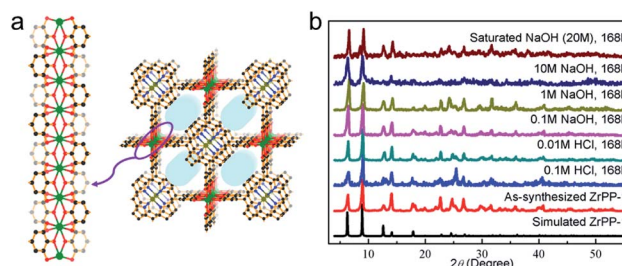 a
b
Saturated NaOH (20M), 168
10M NaOH, 168
1M NaOH, 168
0.1M NaOH, 168
0.01M HCl, 168
0.1M HCl, 168
As-synthesized ZrPP-
Simulated ZrPP-
10 20 30 40 50
2θ (Degree)